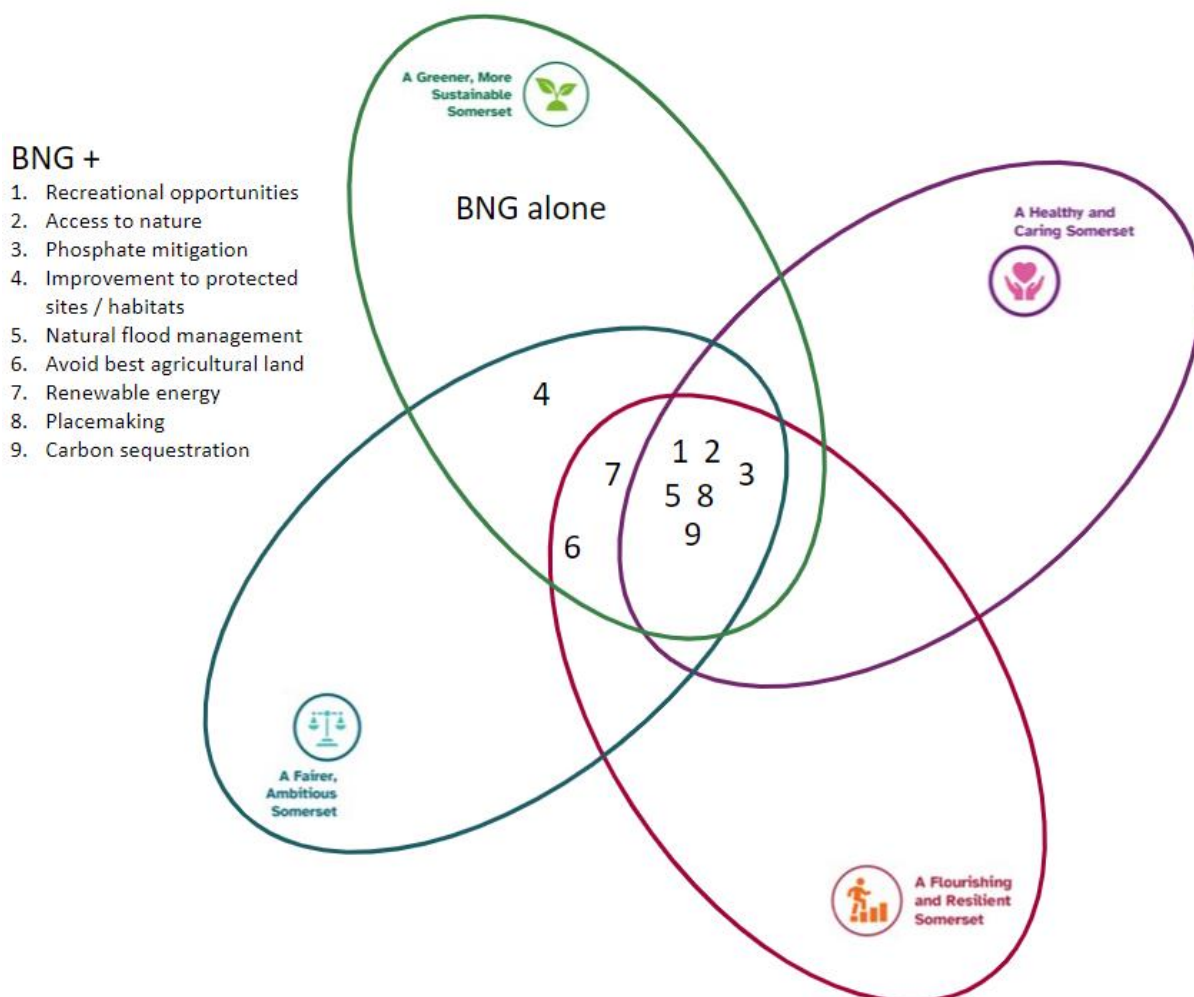 A Greener, More
Sustainable
Somerset
BNG +
1. Recreational opportunities
2. Access to nature
3. Phosphate mitigation
4. Improvement to protected
sites / habitats
5. Natural flood management
6. Avoid best agricultural land
7. Renewable energy
8. Placemaking
9. Carbon sequestration
BNG alone
A Healthy and
Caring Somerset
4
1 2
7
3
5 8
9
6
A Fairer,
Ambitious
Somerset
A Flourishing
and Resilient
Somerset